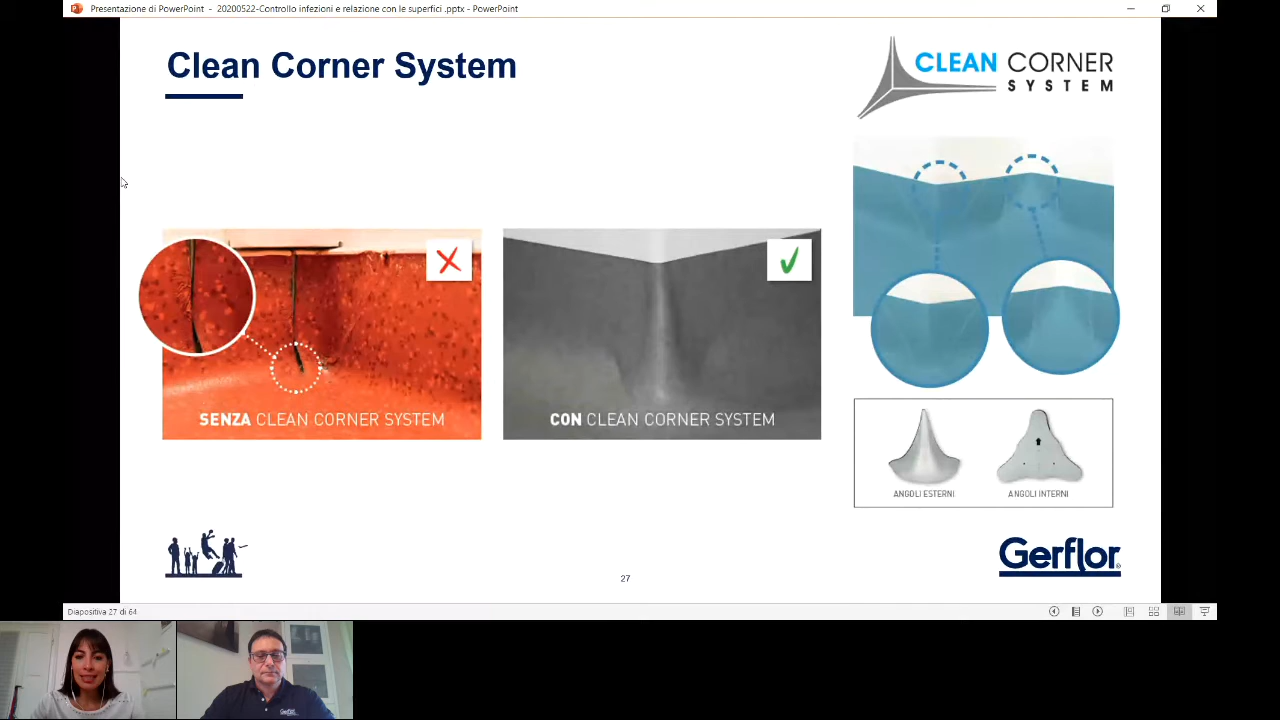 Presentazione di PowerPoint - 20200522-Controllo infezioni e relazione con le superfici .pptx - PowerPoint
Clean Corner System
CLEAN CORNER
SYSTEM
SENZA CLEAN CORNER SYSTEM
CON CLEAN CORNER SYSTEM
ANGOLI ESTERNI
ANGOLI INTERNI
Gerflor
27
Diapositiva 27 di 64
Gerflor